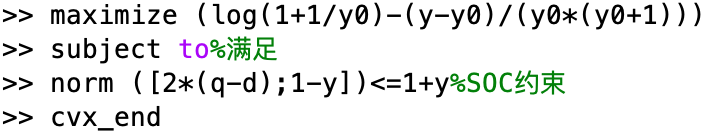 >> maximize (log(1+1/y0)-(y-y0)/(y0*(y0+1)))
>> subject to%满足
>> norm ([2*(q-d);1-y])<=1+y%SOC约束
>> cvx_end